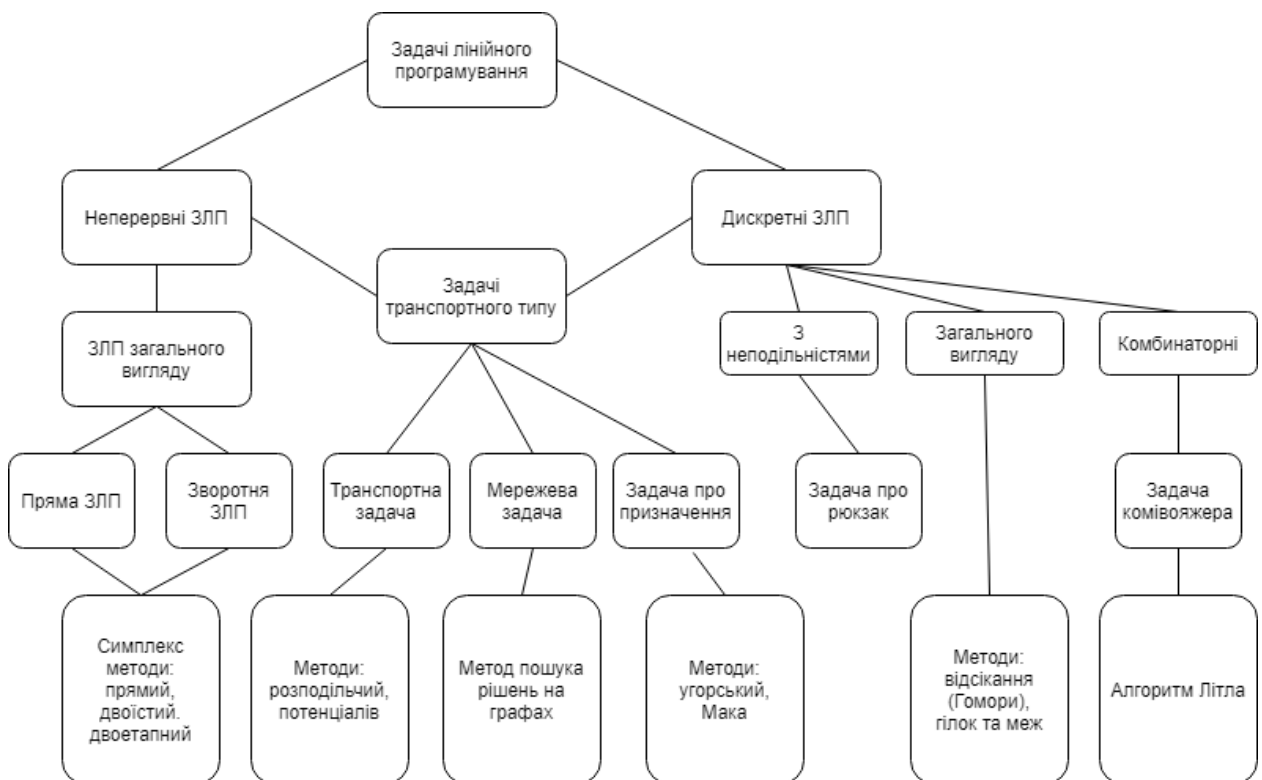 Задачі лінійного
програмування
Неперервні ЗЛП
Дискретні ЗЛП
Задачі
транспортного типу
ЗЛП загального
вигляду
З
неподільністями
Загального
вигляду
Комбинаторні
Пряма ЗЛП
Зворотня
ЗЛП
Транспортна
задача
Мережева
задача
Задача про
призначення
Задача про
рюкзак
Задача
комівояжера
Симплекс
методи:
прямий,
двоїстий.
двоетапний
Методи:
розподільчий,
потенціалів
Метод пошука
рішень на
графах
Методи:
угорський,
Мака
Методи:
відсікання
(Гомори),
гілок та меж
Алгоритм Літла